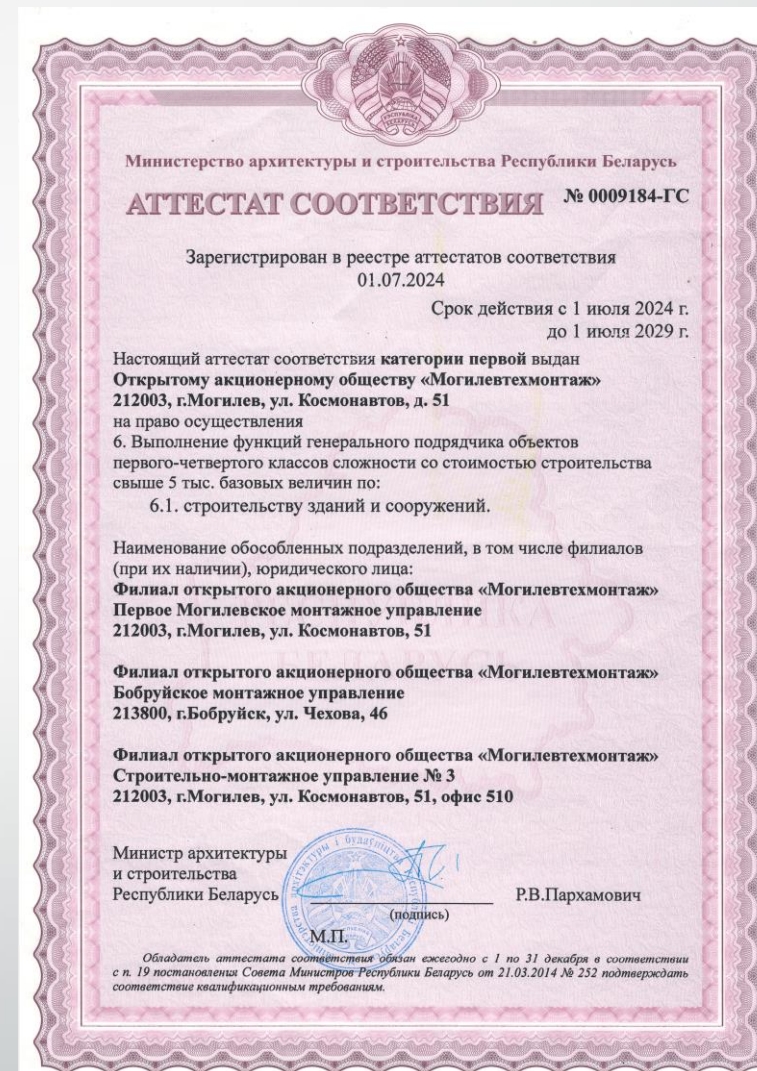 Министерство архитектуры и строительства Республики Беларусь
АТТЕСТАТ СООТВЕТСТВИЯ № 0009184-ГС
Зарегистрирован в реестре аттестатов соответствия
01.07.2024
Срок действия с 1 июля 2024 г.
до 1 июля 2029 г.
Настоящий аттестат соответствия категории первой выдан
Открытому акционерному обществу «Могилевтехмонтаж»
212003, г.Могилев, ул. Космонавтов, д. 51
на право осуществления
6. Выполнение функций генерального подрядчика объектов
первого-четвертого классов сложности со стоимостью строительства
свыше 5 тыс. базовых величин по:
6.1. строительству зданий и сооружений.
Наименование обособленных подразделений, в том числе филиалов
(при их наличии), юридического лица:
Филиал открытого акционерного общества «Могилевтехмонтаж»
Первое Могилевское монтажное управление
212003, г.Могилев, ул. Космонавтов, 51
Филиал открытого акционерного общества «Могилевтехмонтаж»
Бобруйское монтажное управление
213800, г.Бобруйск, ул. Чехова, 46
Филиал открытого акционерного общества «Могилевтехмонтаж»
Строительно-монтажное управление № 3
212003, г.Могилев, ул. Космонавтов, 51, офис 510
Министр архитектуры
и строительства
Республики Беларусь Р.В.Пархамович
(подпись)
М.П.
Обладатель аттестата соответствия обязан ежегодно с 1 по 31 декабря в соответствии
с п. 19 постановления Совета Министров Республики Беларусь от 21.03.2014 № 252 подтверждать
соответствие квалификационным требованиям.